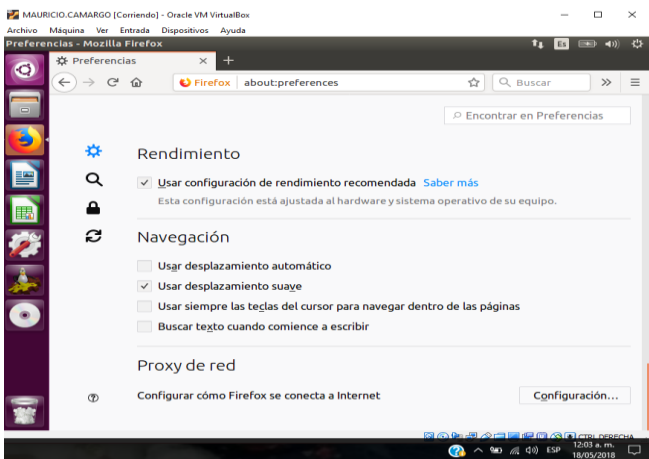 MAURICIO.CAMARGO [Corriendo] - Oracle VM VirtualBox
Archivo Máquina Ver Entrada Dispositivos Ayuda
Preferencias - Mozilla Firefox
Es
Preferencias
Firefox about:preferences
Buscar
Encontrar en Preferencias
Rendimiento
Usar configuración de rendimiento recomendada Saber más
Esta configuración está ajustada al hardware y sistema operativo de su equipo.
Navegación
Usar desplazamiento automático
Usar desplazamiento suave
Usar siempre las teclas del cursor para navegar dentro de las páginas
Buscar texto cuando comience a escribir
Proxy de red
Configurar cómo Firefox se conecta a Internet
Configuración...
CTRL DERECHA
ESP
12:03 a. m.
18/05/2018